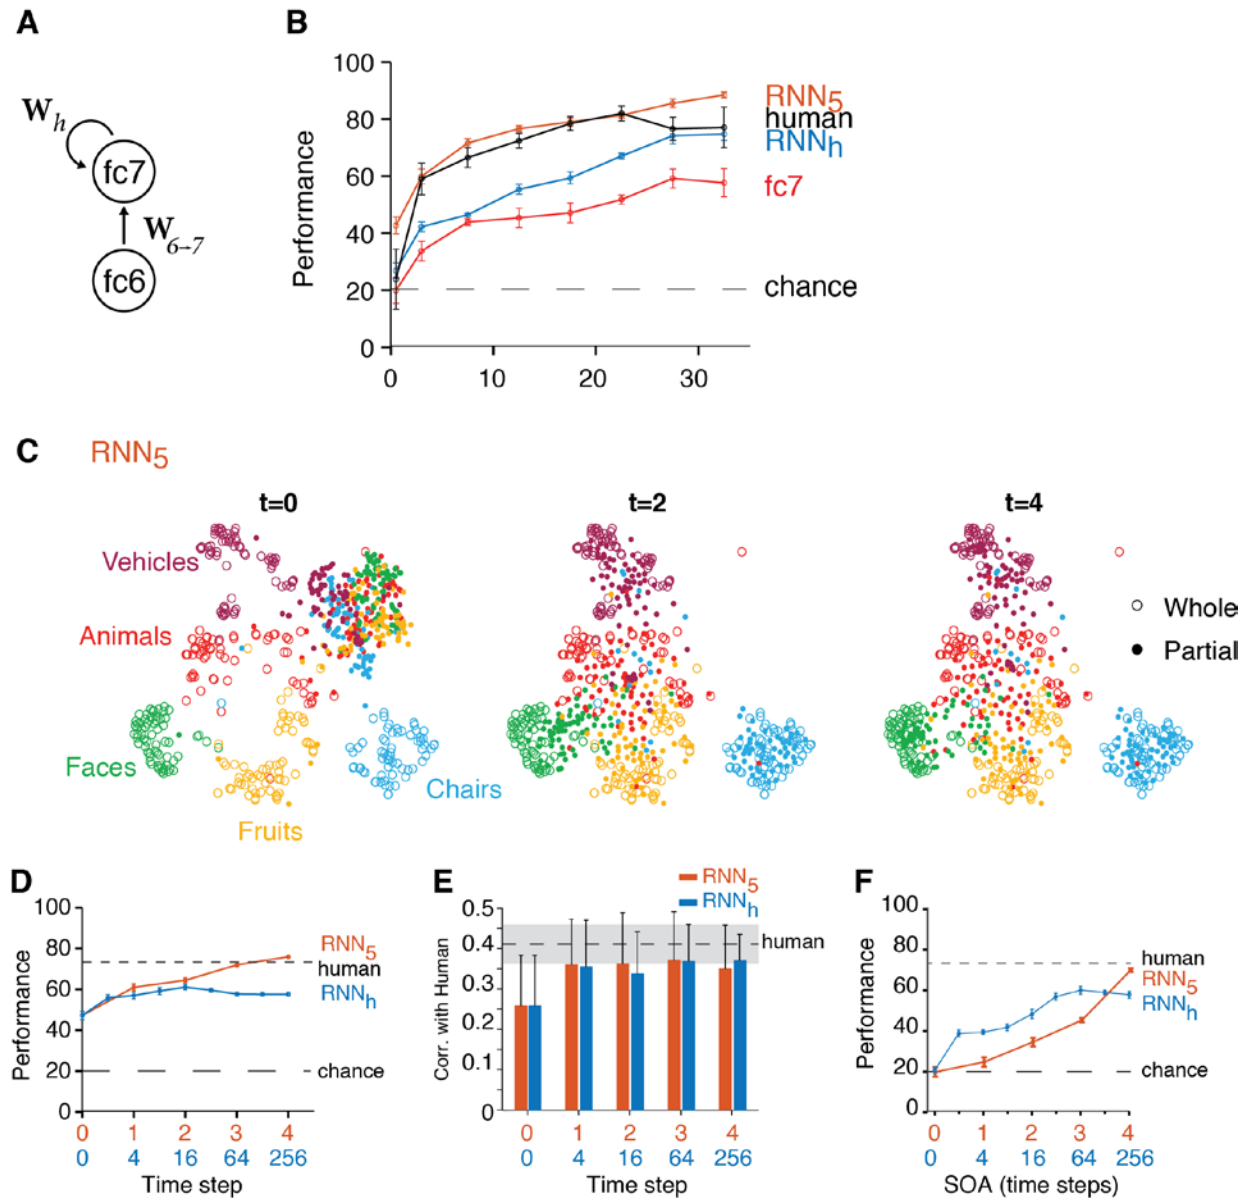 A
W_h
fc7
W_6→7
fc6
B
Performance
100
80
60
40
20
0
0 10 20 30
RNN_5
human
RNN_h
fc7
chance
C
RNN_5
t=0 t=2 t=4
Vehicles
Animals
Faces
Fruits
Chairs
Whole
Partial
D
Performance
100
80
60
40
20
0
RNN_5
human
RNN_h
chance
0 1 2 3 4
0 4 16 64 256
Time step
E
RNN_5
RNN_h
Corr. with Human
0.5
0.4
0.3
0.2
0.1
0
human
0 1 2 3 4
0 4 16 64 256
Time step
F
Performance
100
80
60
40
20
0
human
RNN_5
RNN_h
chance
0 1 2 3 4
0 4 16 64 256
SOA (time steps)